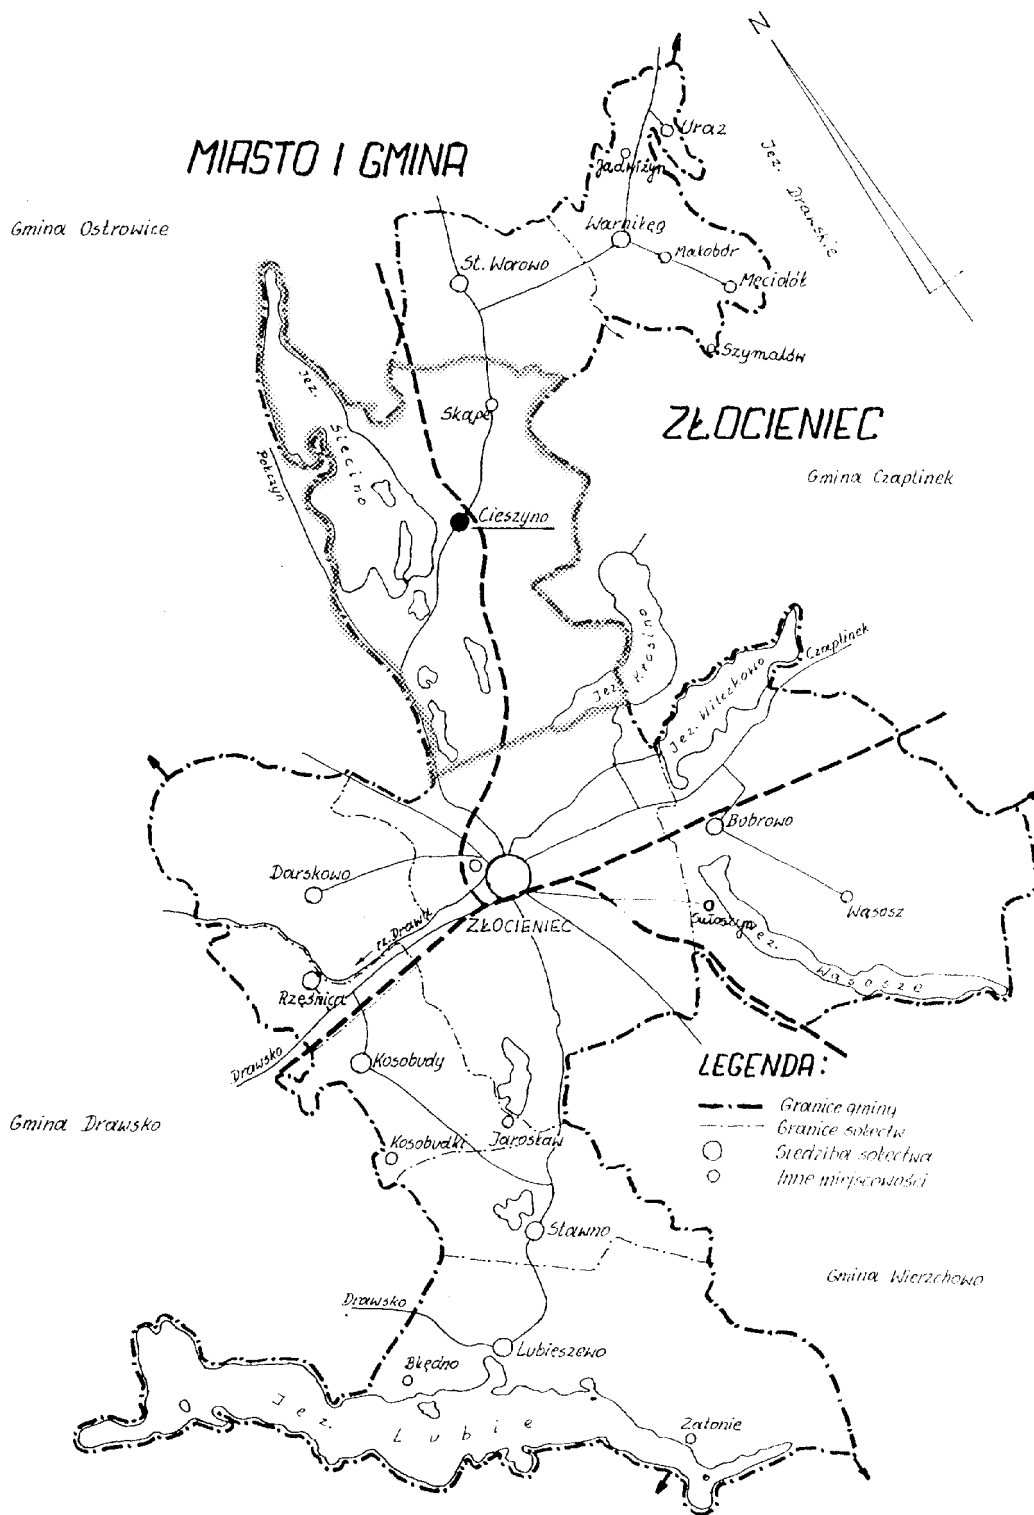 N
MIASTO I GMINA
Uraz
Jadwiżyn
Jez. Drawskie
Gmina Ostrowice
Warniłęg
Małobór
Męcidół
St. Worowo
Szymalów
Jez. Siecino
Skąpe
ZŁOCIENIEC
Połczyn
Gmina Czaplinek
Cieszyno
Jez. Krosino
Jez. Wilczkowo
Czaplinek
Bobrowo
Darskowo
Wąsosz
rz. Drawa
ZŁOCIENIEC
Jez. Wąsosze
Rzęśnica
Drawsko
Kosobudy
LEGENDA:
Granice gminy
Granice sołectw
Siedziba sołectwa
Inne miejscowości
Gmina Drawsko
Kosobudki
Jarosław
Stawno
Gmina Wierzchowo
Drawsko
Lubieszewo
Błędno
Jez. Lubie
Zatonie